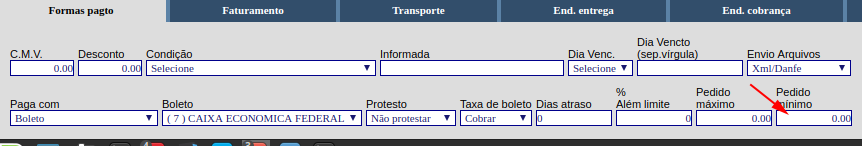 Formas pagto Faturamento Transporte End. entrega End. cobrança
Dia Vencto
C.M.V. Desconto Condição Informada Dia Venc. (sep.vírgula) Envio Arquivos
0.00 0.00 Selecione Selecione Xml/Danfe
% Pedido Pedido
Paga com Boleto Protesto Taxa de boleto Dias atraso Além limite máximo mínimo
Boleto ( 7 ) CAIXA ECONOMICA FEDERAL Não protestar Cobrar 0 0 0.00 0.00